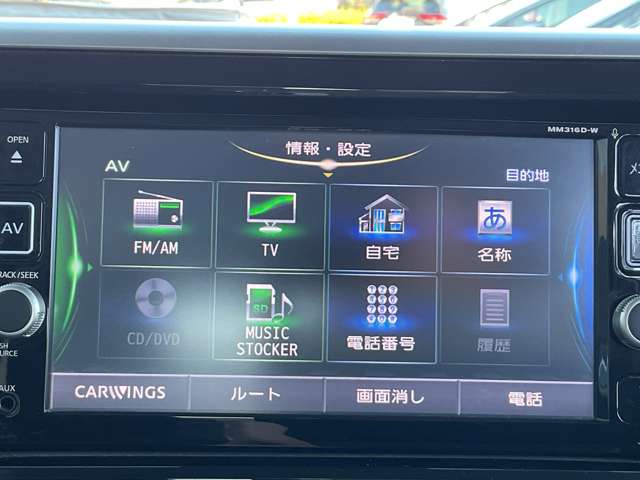 MM316D-W
OPEN
情報・設定
AV
目的地
FM/AM
TV
自宅
あ
名称
AV
TRACK/SEEK
CD/DVD
SD
MUSIC
STOCKER
電話番号
履歴
AUX
CARWINGS
ルート
画面消し
電話